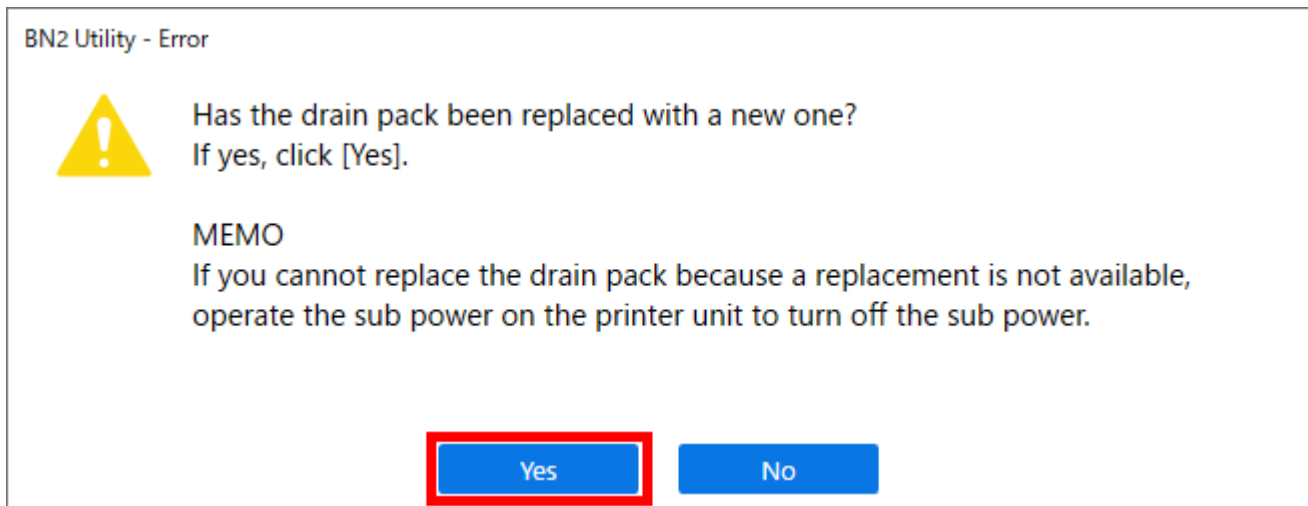 BN2 Utility - Error
Has the drain pack been replaced with a new one?
If yes, click [Yes].
MEMO
If you cannot replace the drain pack because a replacement is not available,
operate the sub power on the printer unit to turn off the sub power.
Yes
No